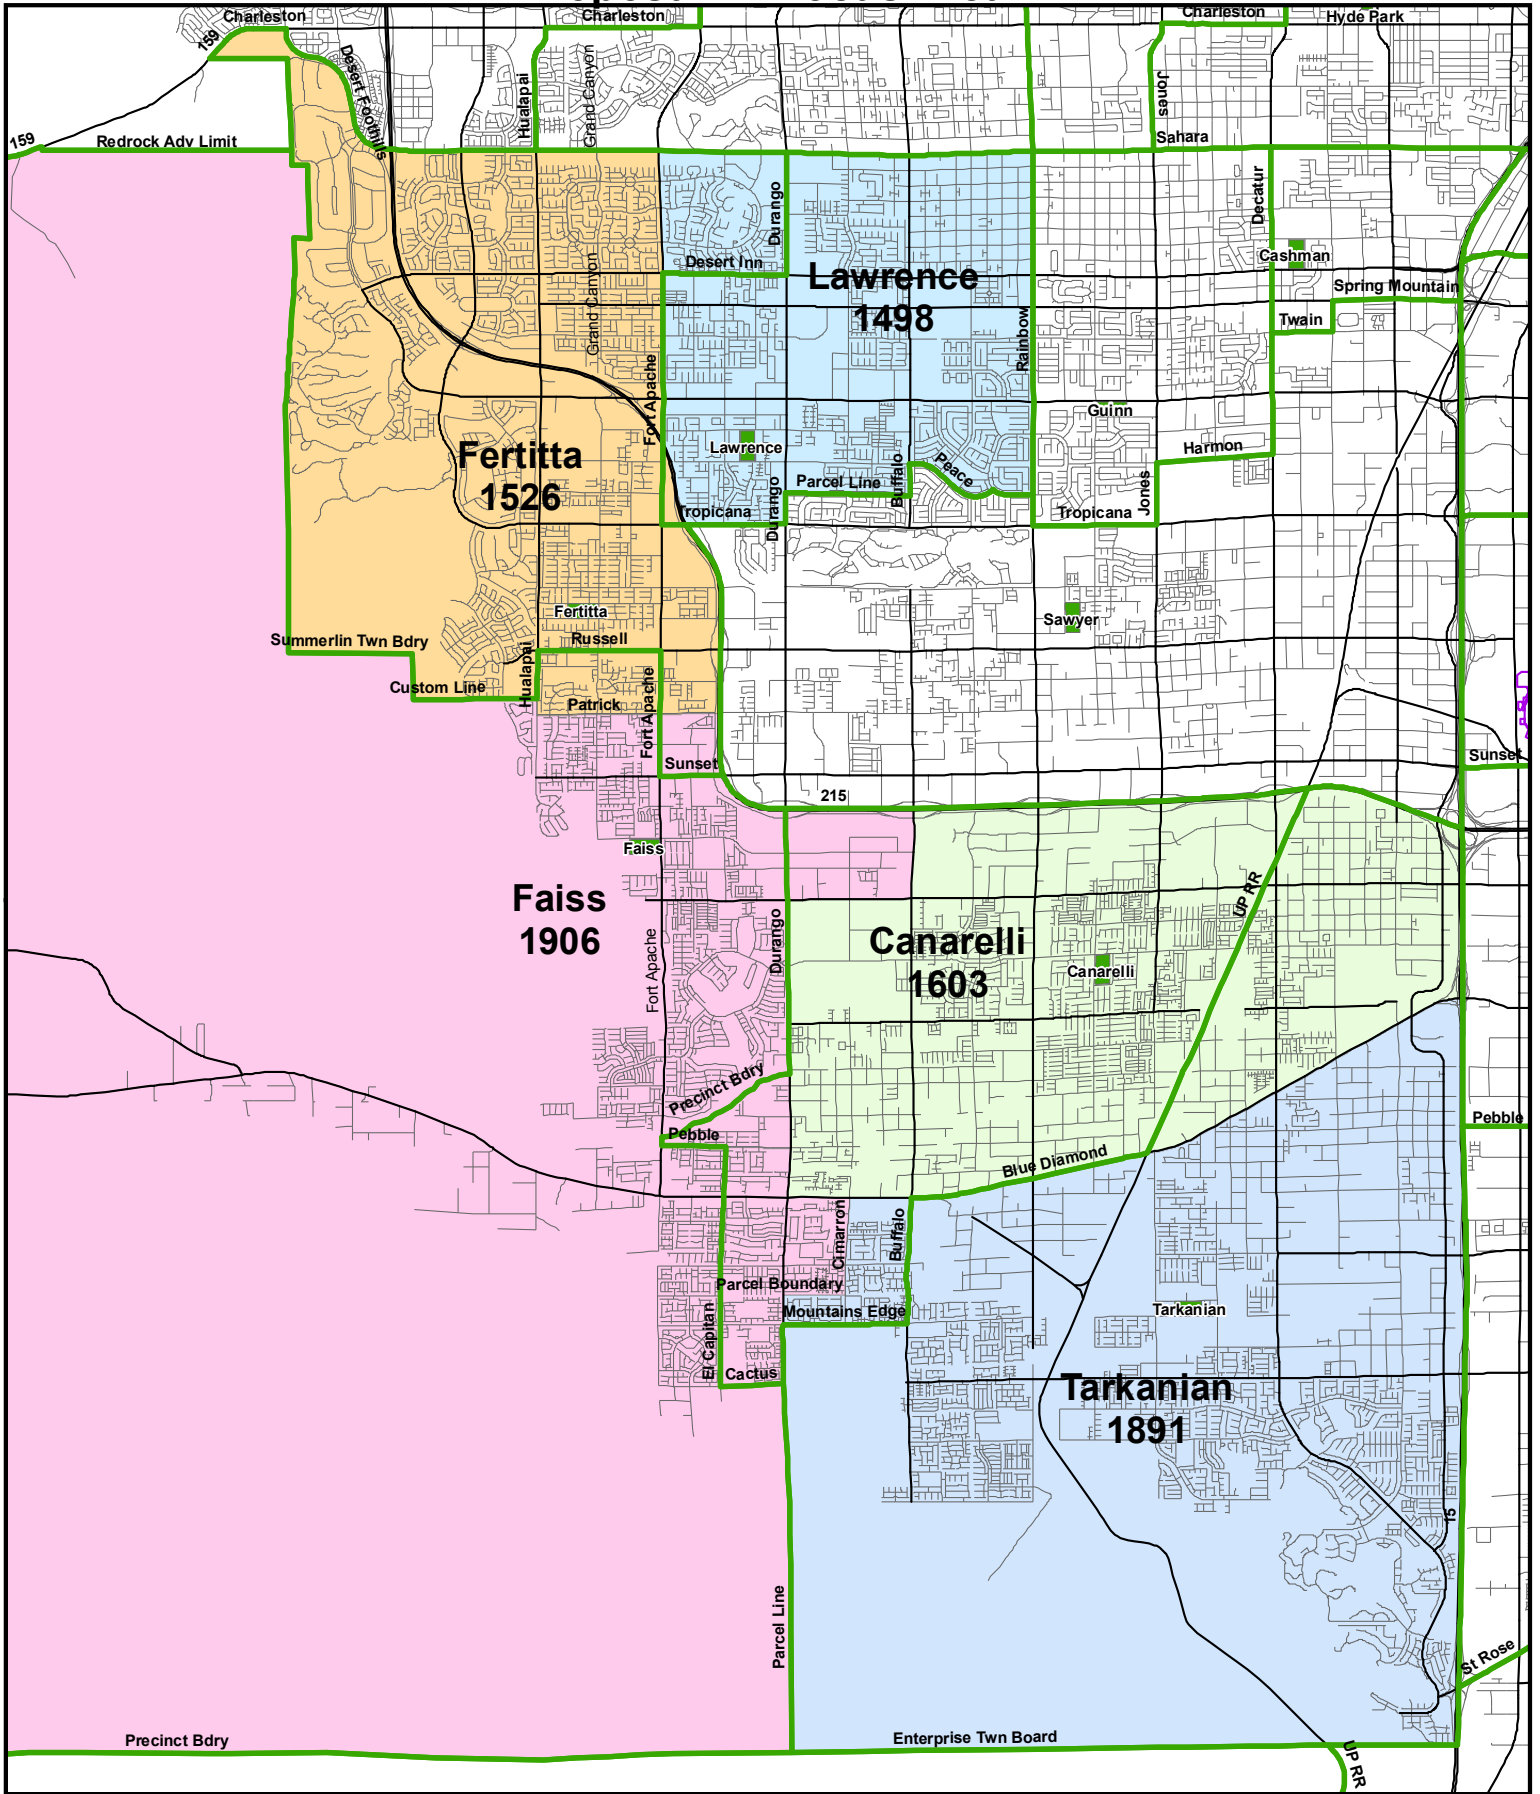 Charleston
Charleston
Charleston
Hyde Park
159
Desert Foothills
Hualapai
Grand Canyon
Jones
159
Redrock Adv Limit
Sahara
Durango
Decatur
Desert Inn
Lawrence
1498
Cashman
Spring Mountain
Twain
Grand Canyon
Rainbow
Fort Apache
Guinn
Fertitta
1526
Lawrence
Harmon
Peace
Buffalo
Parcel Line
Jones
Tropicana
Durango
Tropicana
Fertitta
Sawyer
Russell
Summerlin Twn Bdry
Hualapai
Custom Line
Patrick
Fort Apache
Sunset
Sunset
215
Faiss
UP RR
Faiss
1906
Canarelli
1603
Durango
Fort Apache
Canarelli
Precinct Bdry
Pebble
Pebble
Blue Diamond
Cimarron
Buffalo
Parcel Boundary
Mountains Edge
Tarkanian
El Capitan
Cactus
Tarkanian
1891
15
Parcel Line
St Rose
Precinct Bdry
Enterprise Twn Board
UP RR